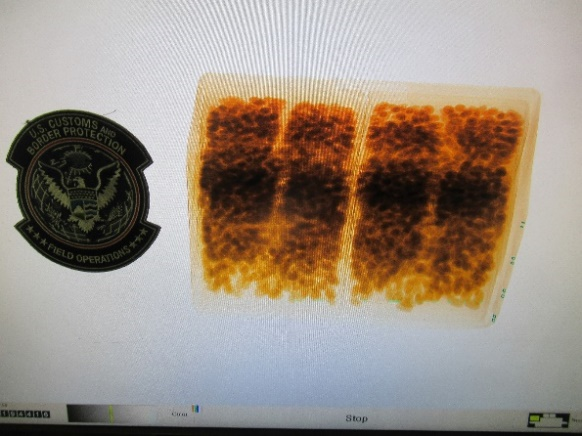 U.S. CUSTOMS AND
BORDER PROTECTION
FIELD OPERATIONS
Stop